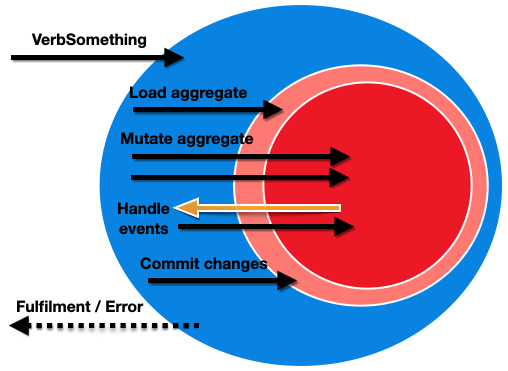 VerbSomething
Load aggregate
Mutate aggregate
Handle
events
Commit changes
Fulfilment / Error